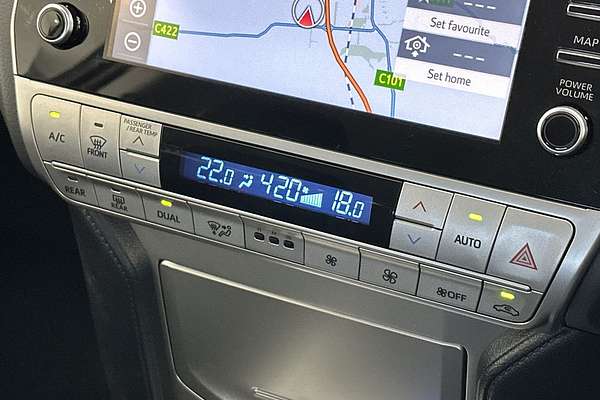 Set favourite
C422
MAP
C101
Set home
POWER
VOLUME
A/C
FRONT
PASSENGER
/REAR TEMP
22.0 420 18.0
REAR
REAR
DUAL
AUTO
OFF